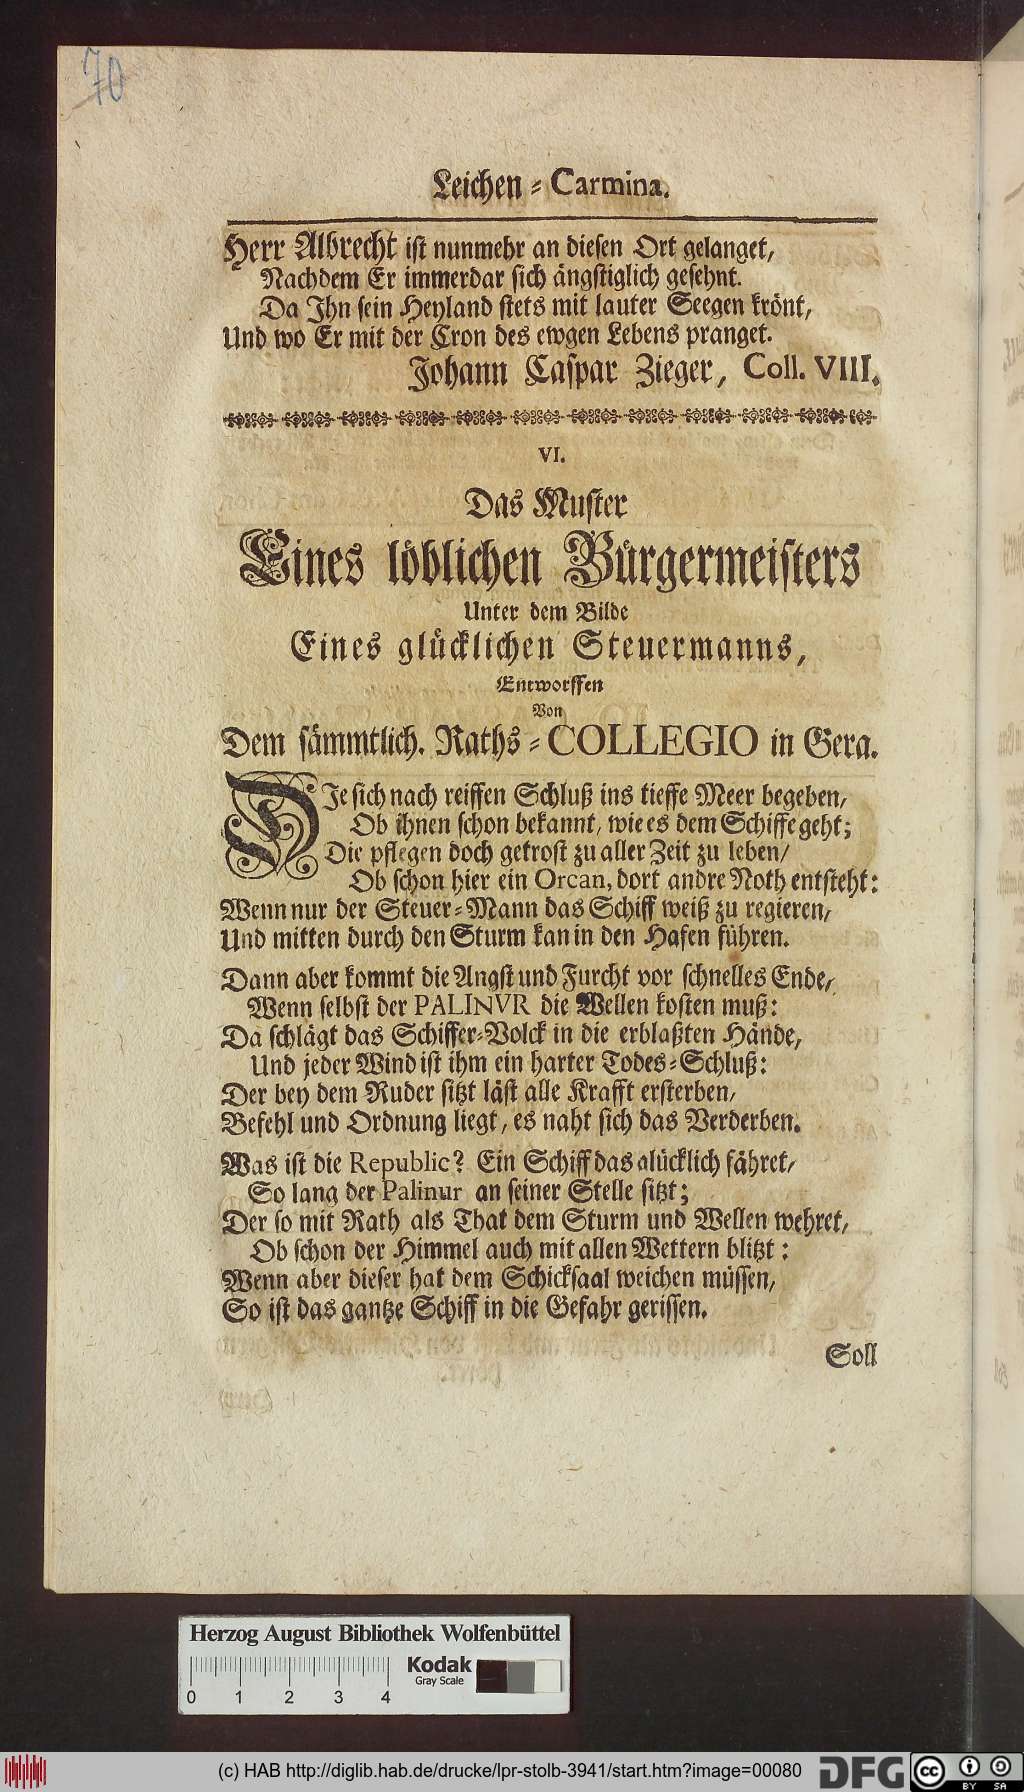 70
Leichen-Carmina.
Herr Albrecht ist nunmehr an diesen Ort gelanget,
Nachdem Er immerdar sich ängstiglich gesehnt.
Da Ihn sein Heyland stets mit lauter Seegen krönt,
Und wo Er mit der Cron des ewgen Lebens pranget.
Johann Caspar Zieger, Coll. VIII.
VI.
Das Muster
Eines löblichen Bürgermeisters
Unter dem Bilde
Eines glücklichen Steuermanns,
Entworffen
Von
Dem sämmtlich. Raths-COLLEGIO in Gera.
DIe sich nach reiffen Schluß ins tieffe Meer begeben,
Ob ihnen schon bekannt, wie es dem Schiffe geht;
Die pflegen doch getrost zu aller Zeit zu leben/
Ob schon hier ein Orcan, dort andre Noth entsteht:
Wenn nur der Steuer-Mann das Schiff weiß zu regieren,
Und mitten durch den Sturm kan in den Hafen führen.
Dann aber kommt die Angst und Furcht vor schnelles Ende,
Wenn selbst der PALINVR die Wellen kosten muß:
Da schlägt das Schiffer-Volck in die erblaßten Hände,
Und jeder Wind ist ihm ein harter Todes-Schluß:
Der bey dem Ruder sitzt läst alle Krafft ersterben,
Befehl und Ordnung liegt, es naht sich das Verderben.
Was ist die Republic? Ein Schiff das glücklich fähret,
So lang der Palinur an seiner Stelle sitzt;
Der so mit Rath als That dem Sturm und Wellen wehret,
Ob schon der Himmel auch mit allen Wettern blitzt:
Wenn aber dieser hat dem Schicksaal weichen müssen,
So ist das gantze Schiff in die Gefahr gerissen.
Soll
Herzog August Bibliothek Wolfenbüttel
Kodak
Gray Scale
0 1 2 3 4
(c) HAB http://diglib.hab.de/drucke/lpr-stolb-3941/start.htm?image=00080
DFG
cc BY SA